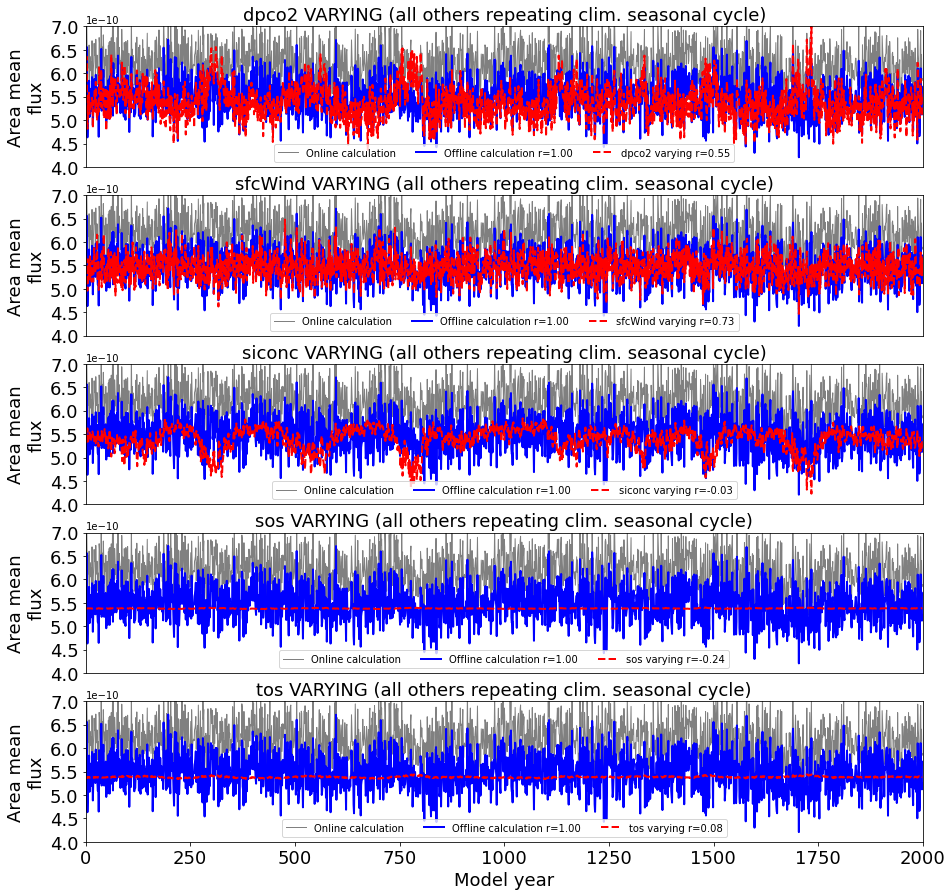 dpco2 VARYING (all others repeating clim. seasonal cycle)
1e−10
7.0
6.5
6.0
5.5
5.0
4.5
4.0
Area mean
flux
Online calculation
Offline calculation r=1.00
dpco2 varying r=0.55
sfcWind VARYING (all others repeating clim. seasonal cycle)
1e−10
7.0
6.5
6.0
5.5
5.0
4.5
4.0
Area mean
flux
Online calculation
Offline calculation r=1.00
sfcWind varying r=0.73
siconc VARYING (all others repeating clim. seasonal cycle)
1e−10
7.0
6.5
6.0
5.5
5.0
4.5
4.0
Area mean
flux
Online calculation
Offline calculation r=1.00
siconc varying r=-0.03
sos VARYING (all others repeating clim. seasonal cycle)
1e−10
7.0
6.5
6.0
5.5
5.0
4.5
4.0
Area mean
flux
Online calculation
Offline calculation r=1.00
sos varying r=-0.24
tos VARYING (all others repeating clim. seasonal cycle)
1e−10
7.0
6.5
6.0
5.5
5.0
4.5
4.0
Area mean
flux
Online calculation
Offline calculation r=1.00
tos varying r=0.08
0 250 500 750 1000 1250 1500 1750 2000
Model year